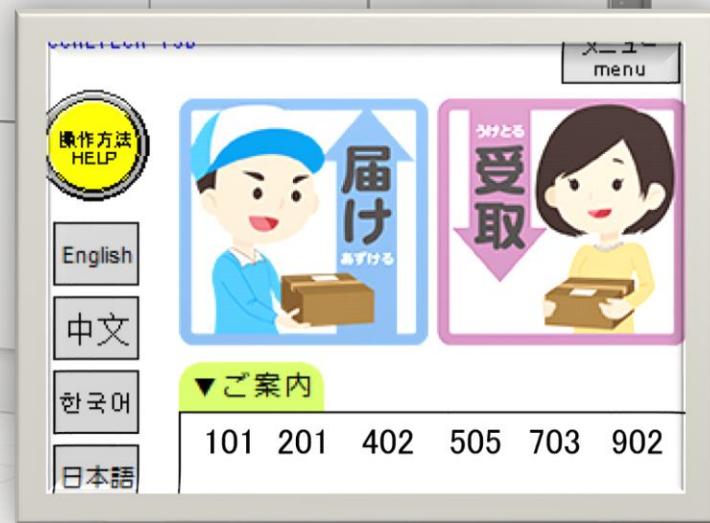 メニュー
menu
操作方法
HELP
届け
あずける
うけとる
受取
English
中文
한국어
日本語
▼ご案内
101 201 402 505 703 902